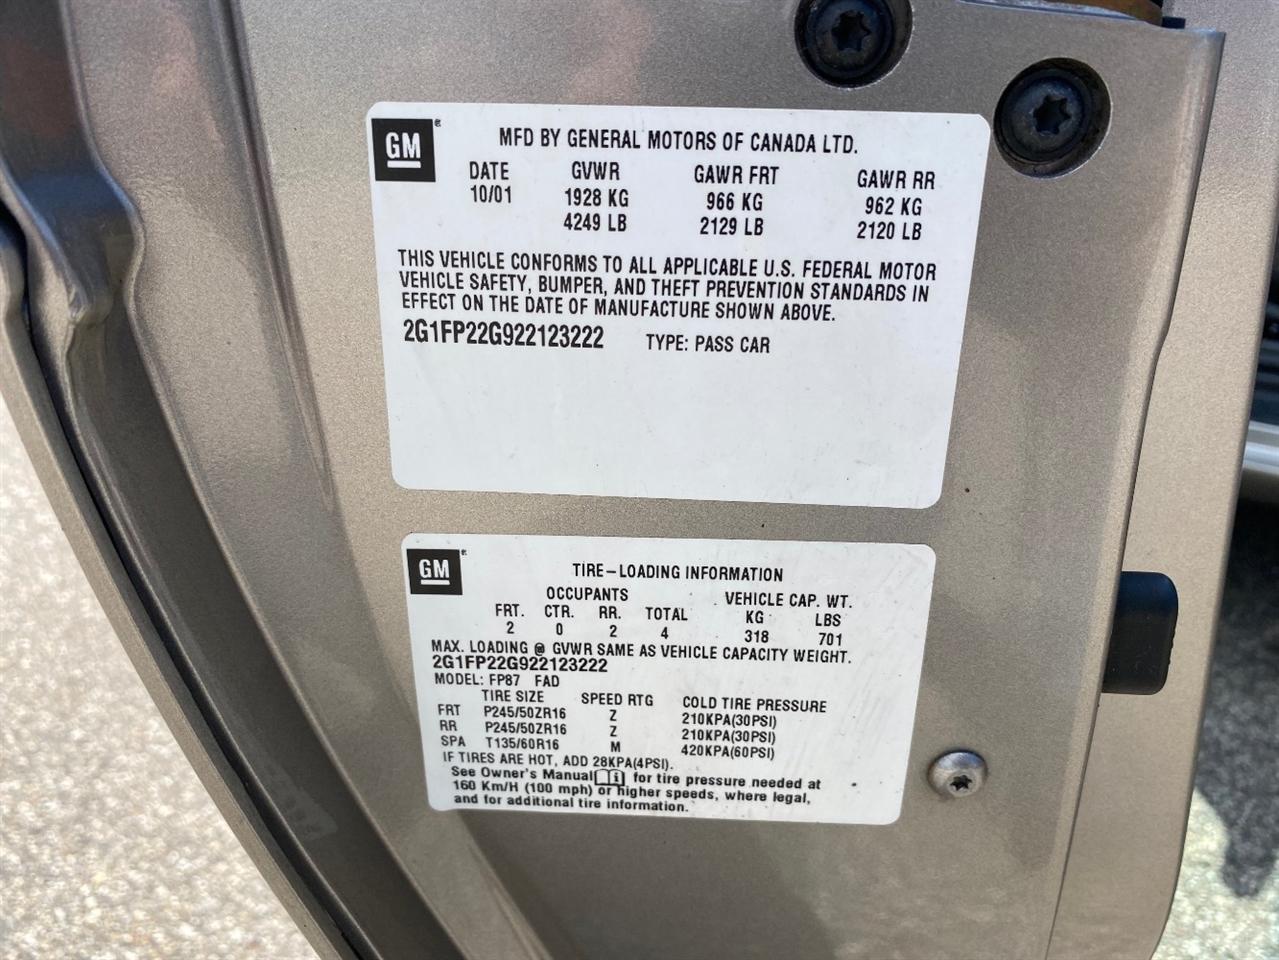 GM
MFD BY GENERAL MOTORS OF CANADA LTD.
DATE GVWR GAWR FRT GAWR RR
10/01 1928 KG 966 KG 962 KG
4249 LB 2129 LB 2120 LB
THIS VEHICLE CONFORMS TO ALL APPLICABLE U.S. FEDERAL MOTOR
VEHICLE SAFETY, BUMPER, AND THEFT PREVENTION STANDARDS IN
EFFECT ON THE DATE OF MANUFACTURE SHOWN ABOVE.
2G1FP22G922123222 TYPE: PASS CAR
GM
TIRE-LOADING INFORMATION
OCCUPANTS VEHICLE CAP. WT.
FRT. CTR. RR. TOTAL KG LBS
2 0 2 4 318 701
MAX. LOADING @ GVWR SAME AS VEHICLE CAPACITY WEIGHT.
2G1FP22G922123222
MODEL: FP87 FAD
TIRE SIZE SPEED RTG COLD TIRE PRESSURE
FRT P245/50ZR16 Z 210KPA(30PSI)
RR P245/50ZR16 Z 210KPA(30PSI)
SPA T135/60R16 M 420KPA(60PSI)
IF TIRES ARE HOT, ADD 28KPA(4PSI).
See Owner's Manual i for tire pressure needed at
160 Km/H (100 mph) or higher speeds, where legal,
and for additional tire information.